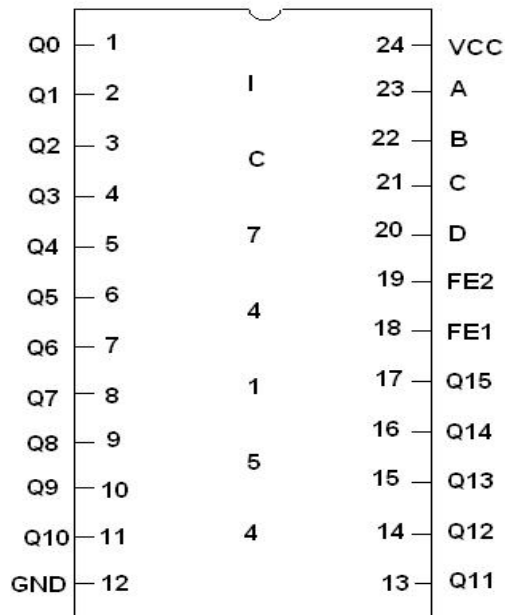 Q0 1 24 VCC
Q1 2 I 23 A
Q2 3 C 22 B
Q3 4 21 C
Q4 5 7 20 D
Q5 6 4 19 FE2
Q6 7 18 FE1
Q7 8 1 17 Q15
Q8 9 16 Q14
Q9 10 5 15 Q13
Q10 11 4 14 Q12
GND 12 13 Q11